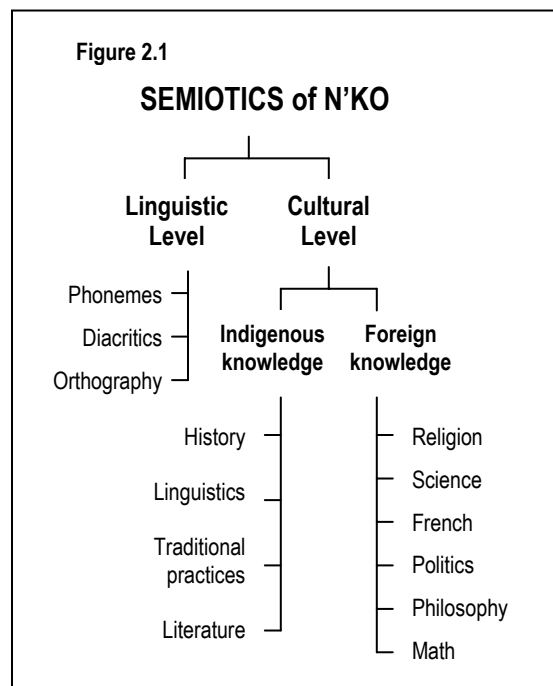 Figure 2.1
SEMIOTICS of N’KO
Linguistic
Level
Cultural
Level
Phonemes
Diacritics
Orthography
Indigenous
knowledge
Foreign
knowledge
History
Linguistics
Traditional
practices
Literature
Religion
Science
French
Politics
Philosophy
Math